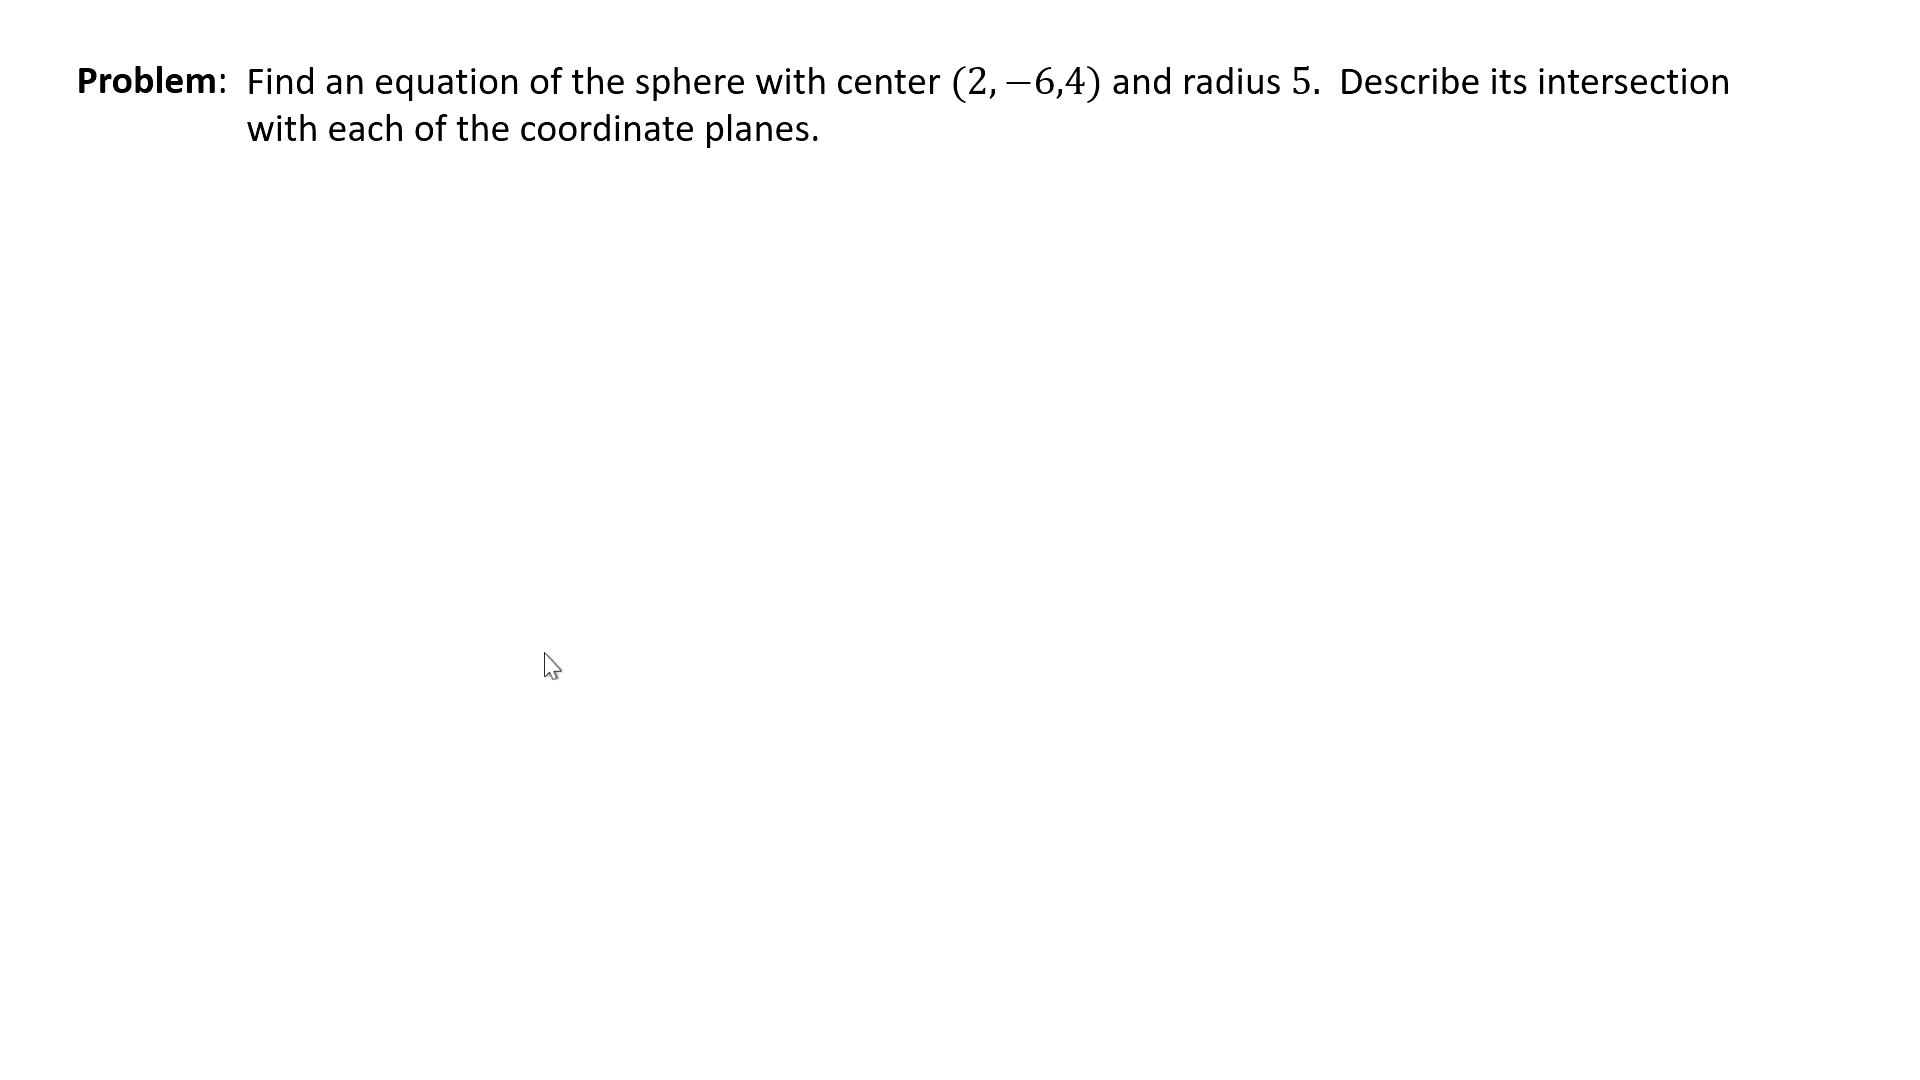 Problem: Find an equation of the sphere with center (2, −6,4) and radius 5. Describe its intersection
with each of the coordinate planes.